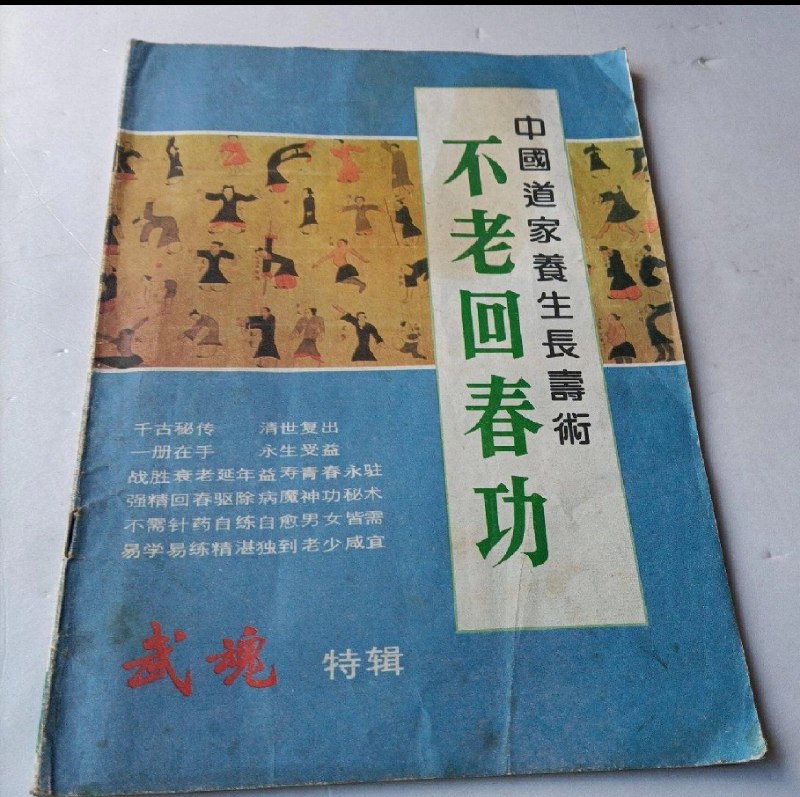 中國道家養生長壽術
不老回春功
千古秘传 清世复出
一册在手 永生受益
战胜衰老延年益寿青春永驻
强精回春驱除病魔神功秘术
不需针药自练自愈男女皆需
易学易练精湛独到老少咸宜
武魂 特辑